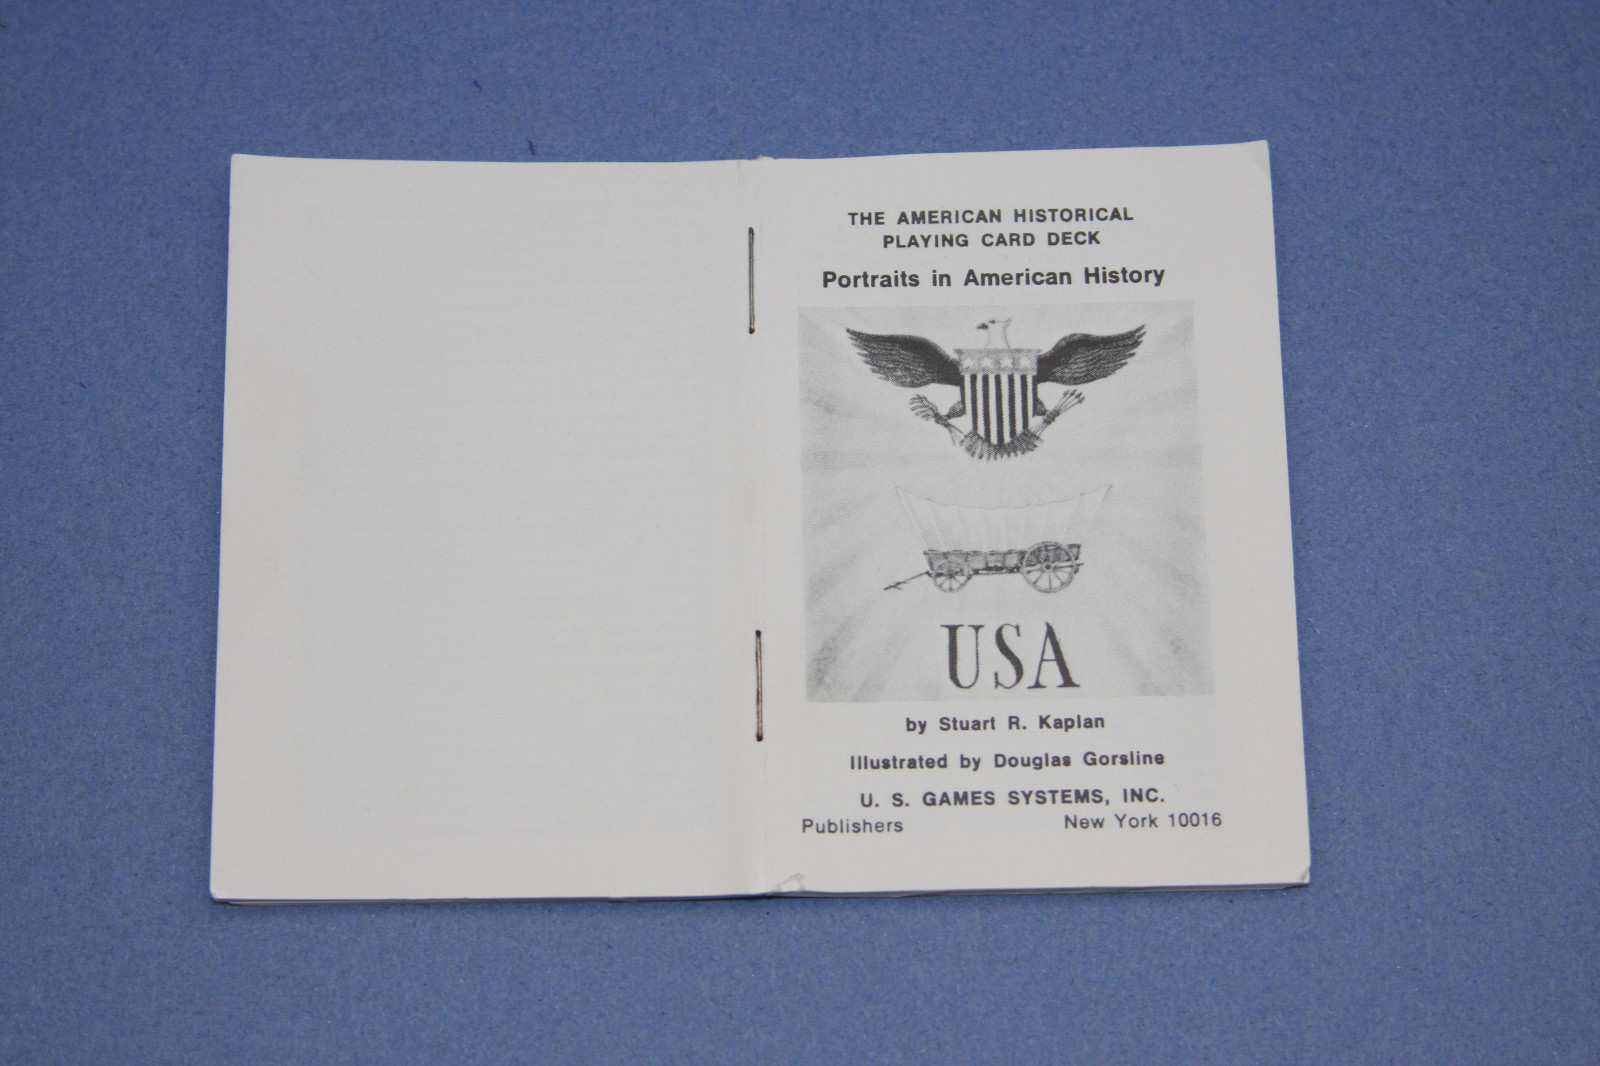 THE AMERICAN HISTORICAL
PLAYING CARD DECK
Portraits in American History
USA
by Stuart R. Kaplan
Illustrated by Douglas Gorsline
U. S. GAMES SYSTEMS, INC.
Publishers New York 10016